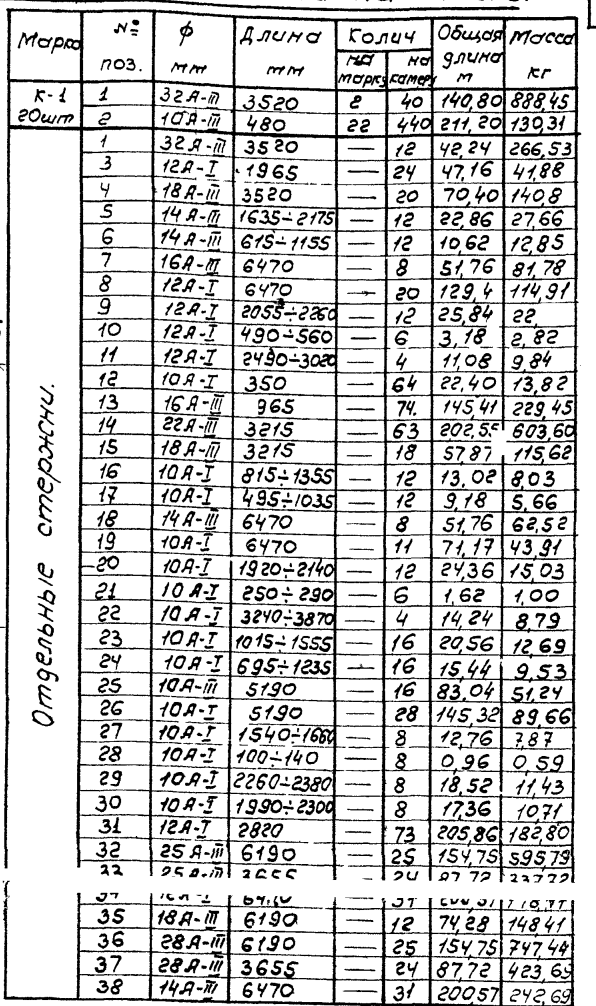 Марка № поз. ф мм Длина мм Колич на марку на камеру Общая длина м Масса кг
К-1 1 32А-III 3520 2 40 140,80 888,45
20шт 2 10А-III 480 22 440 211,20 130,31
Отдельные стержни.
1 32А-III 3520 — 12 42,24 266,53
3 12А-I 1965 — 24 47,16 41,88
4 18А-III 3520 — 20 70,40 140,8
5 14А-III 1635÷2175 — 12 22,86 27,66
6 14А-III 615÷1155 — 12 10,62 12,85
7 16А-III 6470 — 8 51,76 81,78
8 12А-I 6470 — 20 129,4 114,91
9 12А-I 2055÷2260 — 12 25,84 22,
10 12А-I 490÷560 — 6 3,18 2,82
11 12А-I 2490÷3020 — 4 11,08 9,84
12 10А-I 350 — 64 22,40 13,82
13 16А-III 965 — 74. 145,41 229,45
14 22А-III 3215 — 63 202,55 603,60
15 18А-III 3215 — 18 57,87 115,62
16 10А-I 815÷1355 — 12 13,02 8,03
17 10А-I 495÷1035 — 12 9,18 5,66
18 14А-III 6470 — 8 51,76 62,52
19 10А-I 6470 — 11 71,17 43,91
20 10А-I 1920÷2140 — 12 24,36 15,03
21 10А-I 250÷290 — 6 1,62 1,00
22 10А-I 3240÷3870 — 4 14,24 8,79
23 10А-I 1015÷1555 — 16 20,56 12,69
24 10А-I 695÷1235 — 16 15,44 9,53
25 10А-III 5190 — 16 83,04 51,24
26 10А-I 5190 — 28 145,32 89,66
27 10А-I 1540÷1660 — 8 12,76 7,87
28 10А-I 100÷140 — 8 0,96 0,59
29 10А-I 2260÷2380 — 8 18,52 11,43
30 10А-I 1990÷2300 — 8 17,36 10,71
31 12А-I 2820 — 73 205,86 182,80
32 25А-III 6190 — 25 154,75 595,79
33 25А-III 3655 — 24 87,72 337,72
35 18А-III 6190 — 12 74,28 148,41
36 28А-III 6190 — 25 154,75 747,44
37 28А-III 3655 — 24 87,72 423,69
38 14А-III 6470 — 31 200,57 242,69